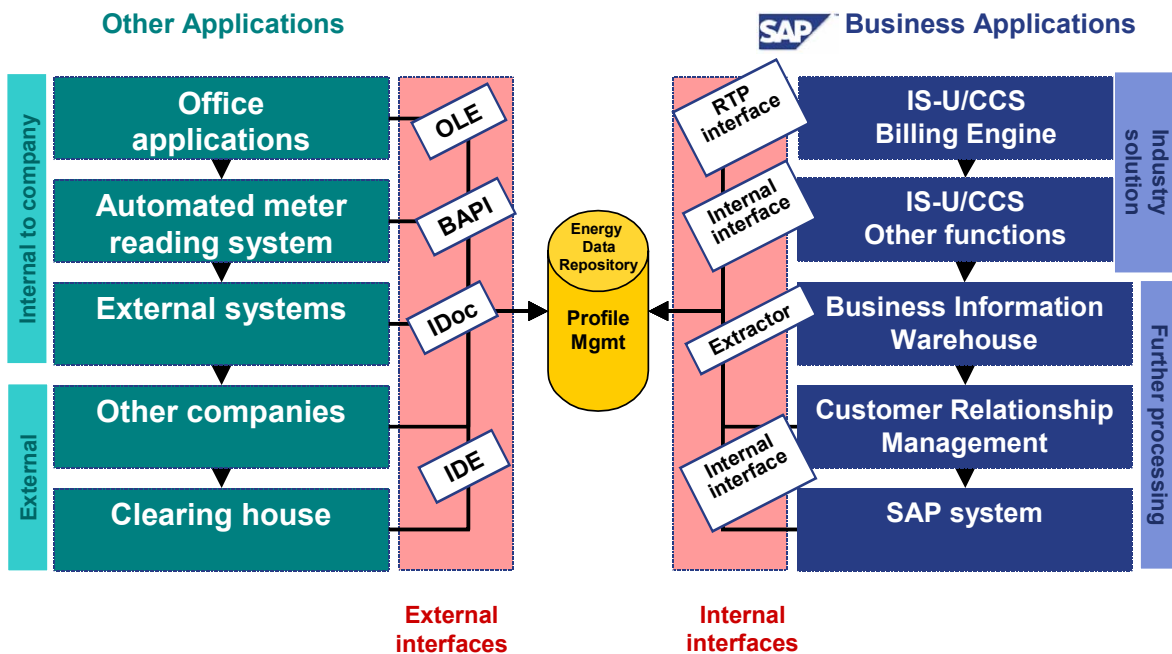 Other Applications
SAP™ Business Applications
Internal to company
External
Office
applications
Automated meter
reading system
External systems
Other companies
Clearing house
OLE
BAPI
IDoc
IDE
External
interfaces
Energy
Data
Repository
Profile
Mgmt
RTP
interface
Internal
interface
Extractor
Internal
interface
Internal
interfaces
IS-U/CCS
Billing Engine
IS-U/CCS
Other functions
Business Information
Warehouse
Customer Relationship
Management
SAP system
Industry
solution
Further processing